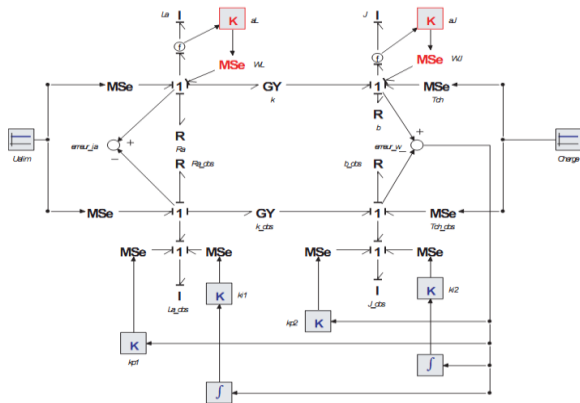 La I K aL J I K aJ
f MSe WL f MSe WJ
MSe 1 GY 1 MSe
k Tch
R R b
Ra
Ualim erreur_ia + − erreur_w + − Charge
R Ra_obs b_obs R
MSe 1 GY 1 MSe
k_obs Tch_obs
MSe 1 MSe MSe 1 MSe
K ki1 K ki2
I I
La_obs J_obs
K kp2 K
kp1
∫ ∫